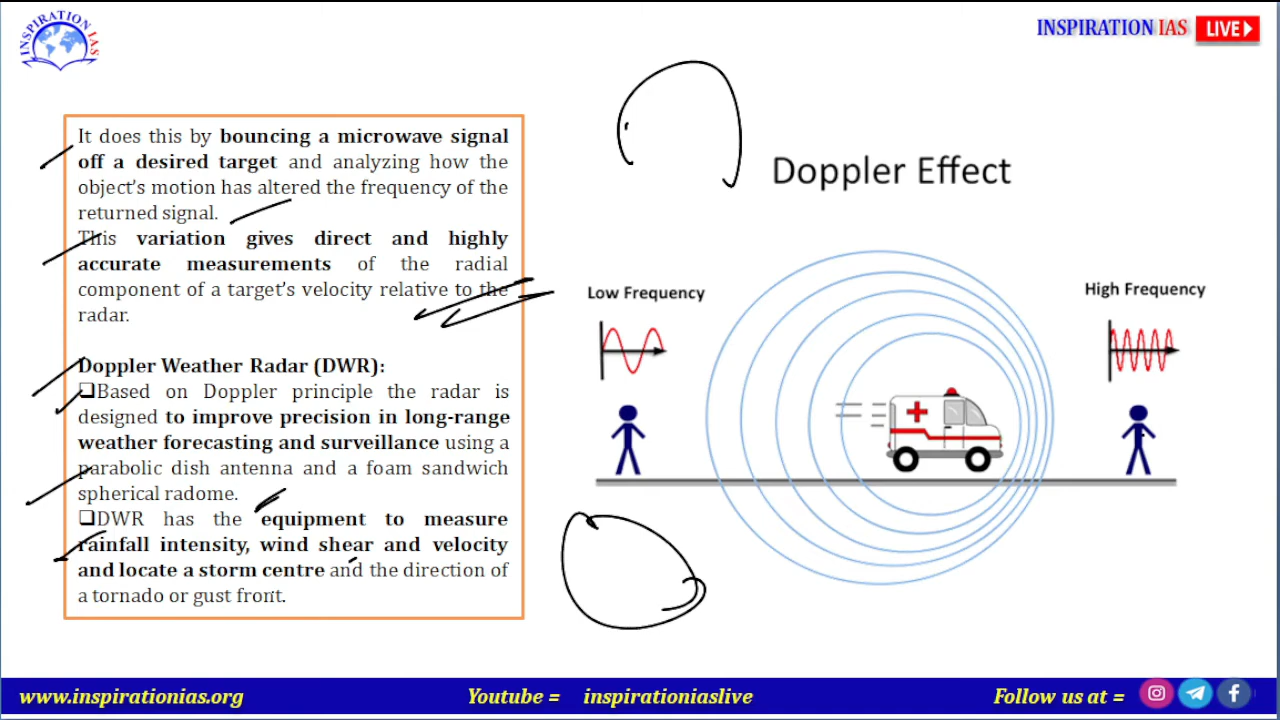 INSPIRATION IAS
INSPIRATION IAS LIVE
It does this by bouncing a microwave signal
off a desired target and analyzing how the
object's motion has altered the frequency of the
returned signal.
This variation gives direct and highly
accurate measurements of the radial
component of a target's velocity relative to the
radar.
Doppler Weather Radar (DWR):
❑Based on Doppler principle the radar is
designed to improve precision in long-range
weather forecasting and surveillance using a
parabolic dish antenna and a foam sandwich
spherical radome.
❑DWR has the equipment to measure
rainfall intensity, wind shear and velocity
and locate a storm centre and the direction of
a tornado or gust front.
Doppler Effect
Low Frequency
High Frequency
www.inspirationias.org
Youtube = inspirationiaslive
Follow us at =